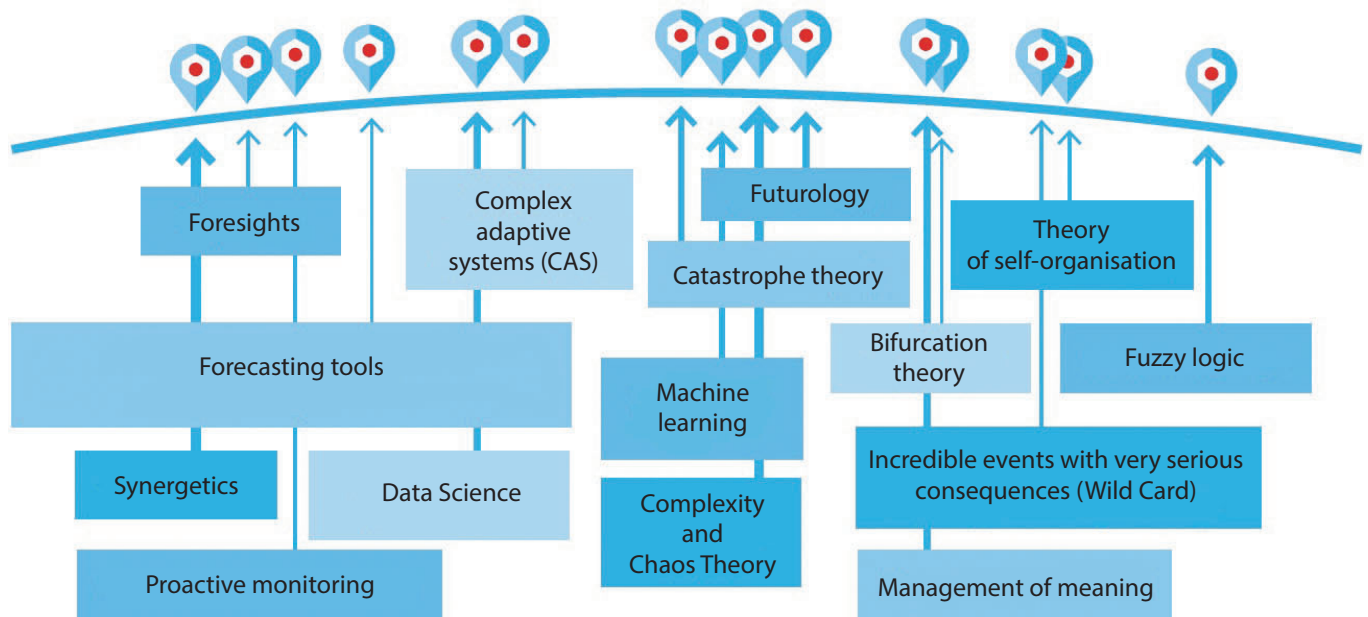 Foresights
Complex
adaptive
systems (CAS)
Futurology
Catastrophe theory
Theory
of self-organisation
Forecasting tools
Machine
learning
Bifurcation
theory
Fuzzy logic
Synergetics
Data Science
Complexity
and
Chaos Theory
Incredible events with very serious
consequences (Wild Card)
Proactive monitoring
Management of meaning